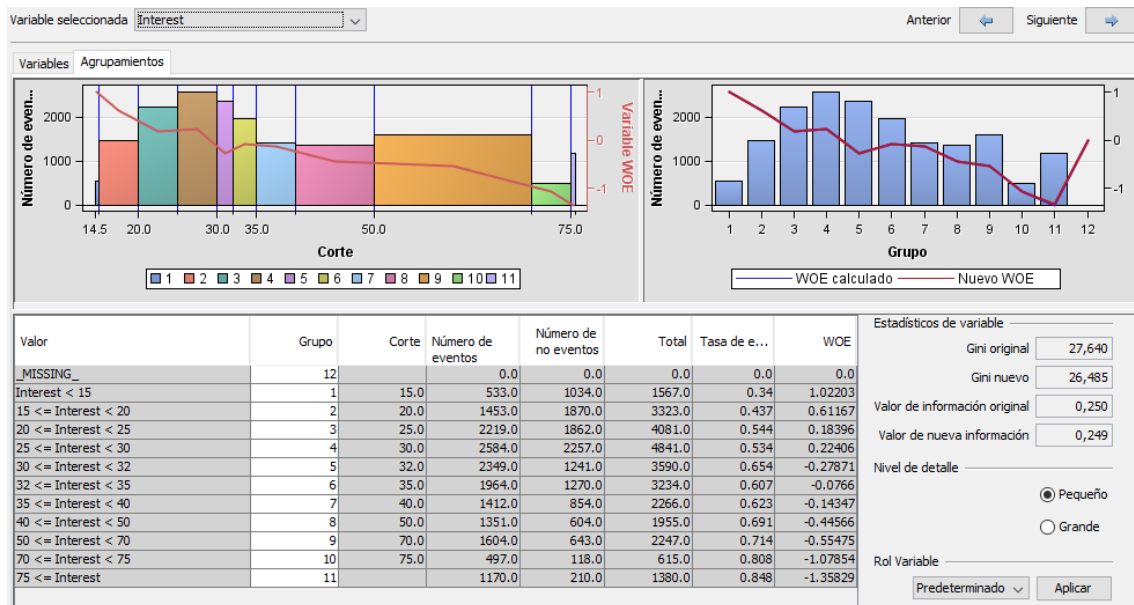 Variable seleccionada Interest Anterior Siguiente
Variables Agrupamientos
Número de even...
2000
1000
0
14.5 20.0 30.0 35.0 50.0 75.0
Corte
1
0
-1
Variable WOE
1 2 3 4 5 6 7 8 9 10 11
Número de even...
2000
1000
0
1 2 3 4 5 6 7 8 9 10 11 12
Grupo
1
0
-1
WOE calculado Nuevo WOE
Valor Grupo Corte Número de eventos Número de no eventos Total Tasa de e... WOE
_MISSING_ 12 0.0 0.0 0.0 0.0 0.0
Interest < 15 1 15.0 533.0 1034.0 1567.0 0.34 1.02203
15 <= Interest < 20 2 20.0 1453.0 1870.0 3323.0 0.437 0.61167
20 <= Interest < 25 3 25.0 2219.0 1862.0 4081.0 0.544 0.18396
25 <= Interest < 30 4 30.0 2584.0 2257.0 4841.0 0.534 0.22406
30 <= Interest < 32 5 32.0 2349.0 1241.0 3590.0 0.654 -0.27871
32 <= Interest < 35 6 35.0 1964.0 1270.0 3234.0 0.607 -0.0766
35 <= Interest < 40 7 40.0 1412.0 854.0 2266.0 0.623 -0.14347
40 <= Interest < 50 8 50.0 1351.0 604.0 1955.0 0.691 -0.44566
50 <= Interest < 70 9 70.0 1604.0 643.0 2247.0 0.714 -0.55475
70 <= Interest < 75 10 75.0 497.0 118.0 615.0 0.808 -1.07854
75 <= Interest 11 1170.0 210.0 1380.0 0.848 -1.35829
Estadísticos de variable
Gini original 27,640
Gini nuevo 26,485
Valor de información original 0,250
Valor de nueva información 0,249
Nivel de detalle
Pequeño
Grande
Rol Variable
Predeterminado Aplicar